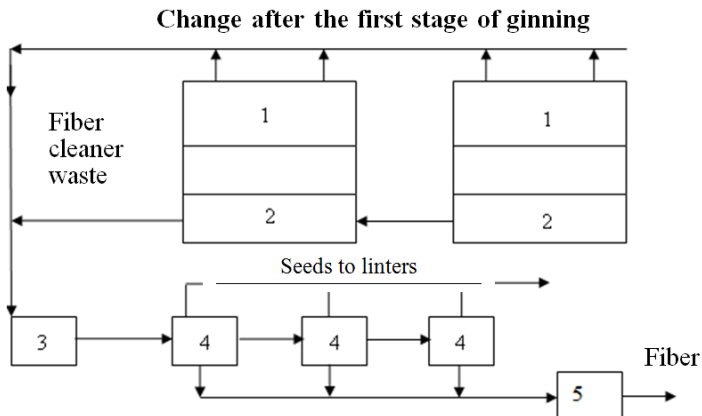 Change after the first stage of ginning
1
1
Fiber
cleaner
waste
2
2
Seeds to linters
3
4
4
4
Fiber
5